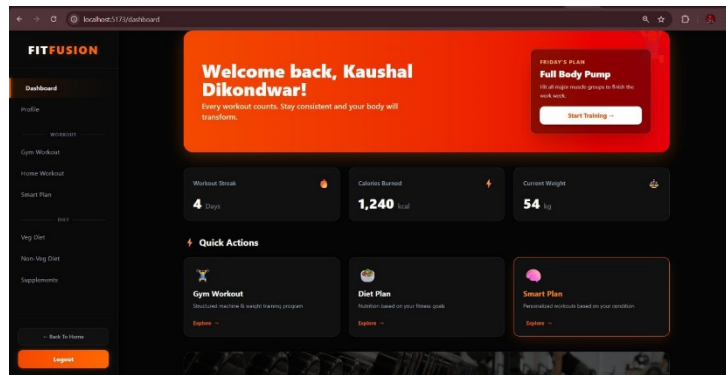 localhost:5173/dashboard
FITFUSION
Dashboard
Profile
WORKOUT
Gym Workout
Home Workout
Smart Plan
DIET
Veg Diet
Non-Veg Diet
Supplements
← Back To Home
Logout
Welcome back, Kaushal
Dikondwar!
Every workout counts. Stay consistent and your body will
transform.
FRIDAY'S PLAN
Full Body Pump
Hit all major muscle groups to finish the
work week.
Start Training →
Workout Streak
4 Days
Calories Burned
1,240 kcal
Current Weight
54 kg
Quick Actions
Gym Workout
Structured machine & weight training program
Explore →
Diet Plan
Nutrition based on your fitness goals
Explore →
Smart Plan
Personalized workouts based on your condition
Explore →